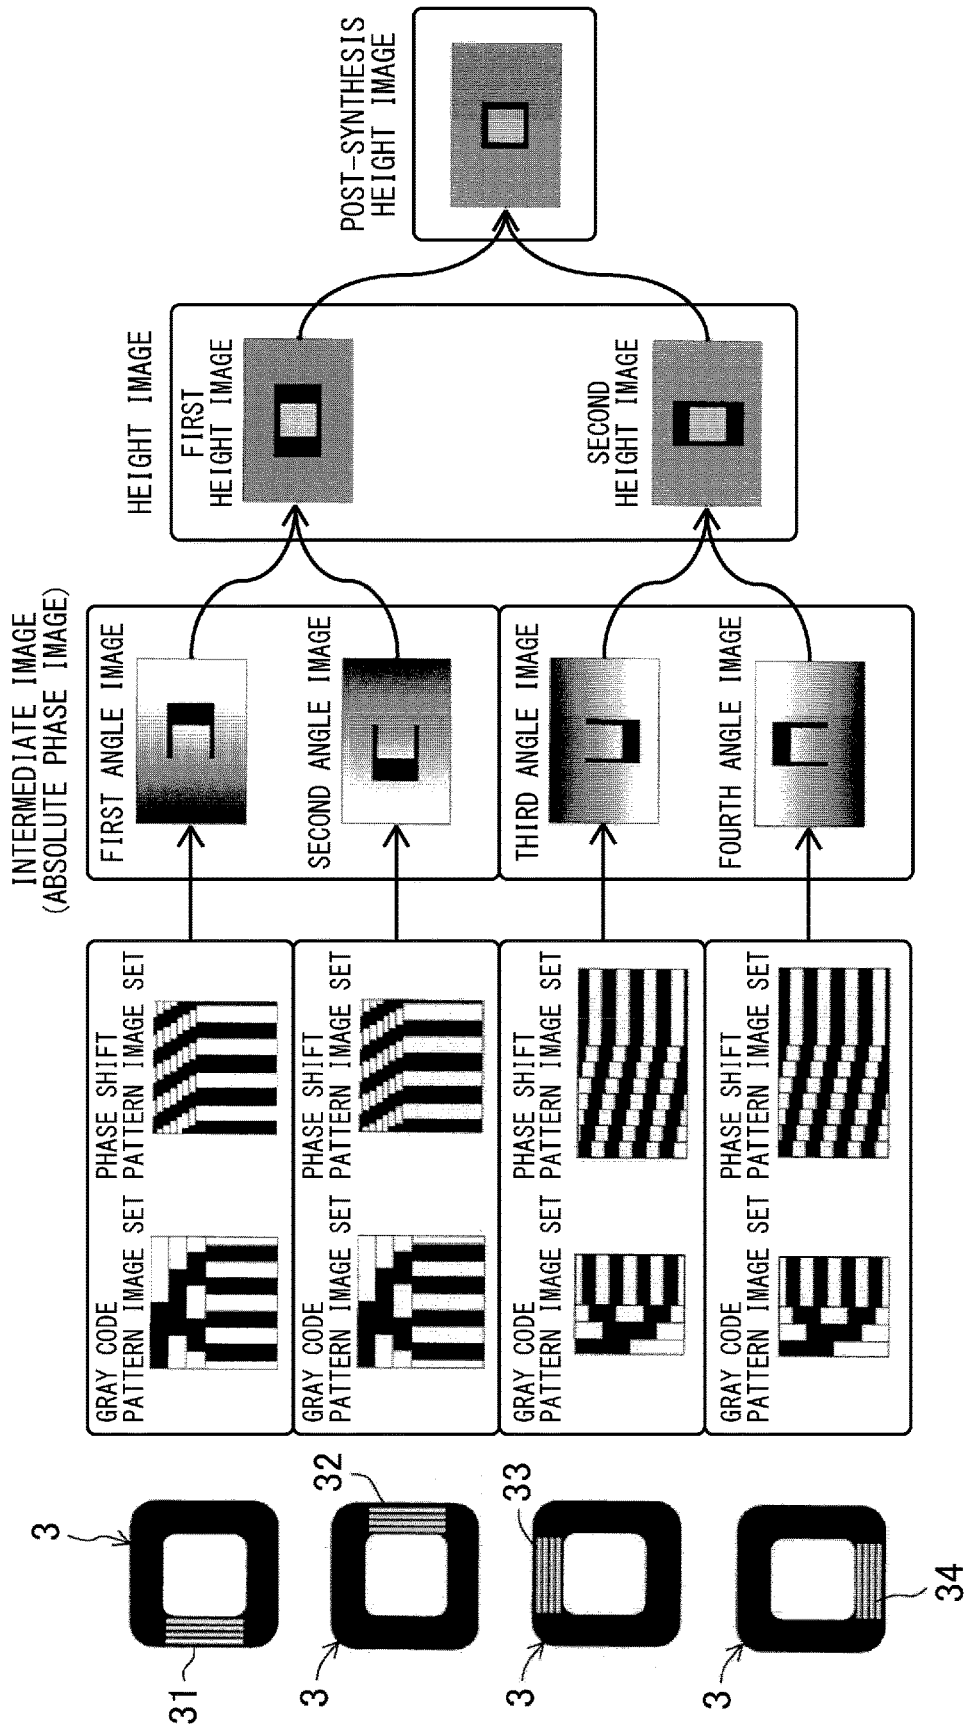 3
31
GRAY CODE
PATTERN IMAGE SET
PHASE SHIFT
PATTERN IMAGE SET
INTERMEDIATE IMAGE
(ABSOLUTE PHASE IMAGE)
FIRST ANGLE IMAGE
HEIGHT IMAGE
FIRST
HEIGHT IMAGE
POST-SYNTHESIS
HEIGHT IMAGE
3
32
GRAY CODE
PATTERN IMAGE SET
PHASE SHIFT
PATTERN IMAGE SET
SECOND ANGLE IMAGE
3
33
GRAY CODE
PATTERN IMAGE SET
PHASE SHIFT
PATTERN IMAGE SET
THIRD ANGLE IMAGE
SECOND
HEIGHT IMAGE
3
34
GRAY CODE
PATTERN IMAGE SET
PHASE SHIFT
PATTERN IMAGE SET
FOURTH ANGLE IMAGE